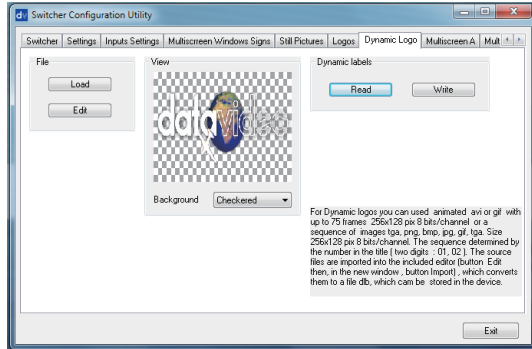 dv Switcher Configuration Utility
Switcher Settings Inputs Settings Multiscrreen Windows Signs Still Pictures Logos Dynamic Logo Multiscreen A Mult
File
Load
Edit
View
datavideo
Background Checkered
Dynamic labels
Read Write
For Dynamic logos you can used animated avi or gif with
up to 75 frames 256x128 pix 8 bits/channel or a
sequence of images tga, png, bmp, jpg, gif, tga. Size
256x128 pix 8 bits/channel. The sequence determined by
the number in the title ( two digits : 01, 02 ). The source
files are imported into the included editor (button Edit
then, in the new window , button Import) , which converts
them to a file dlb, which cam be stored in the device.
Exit